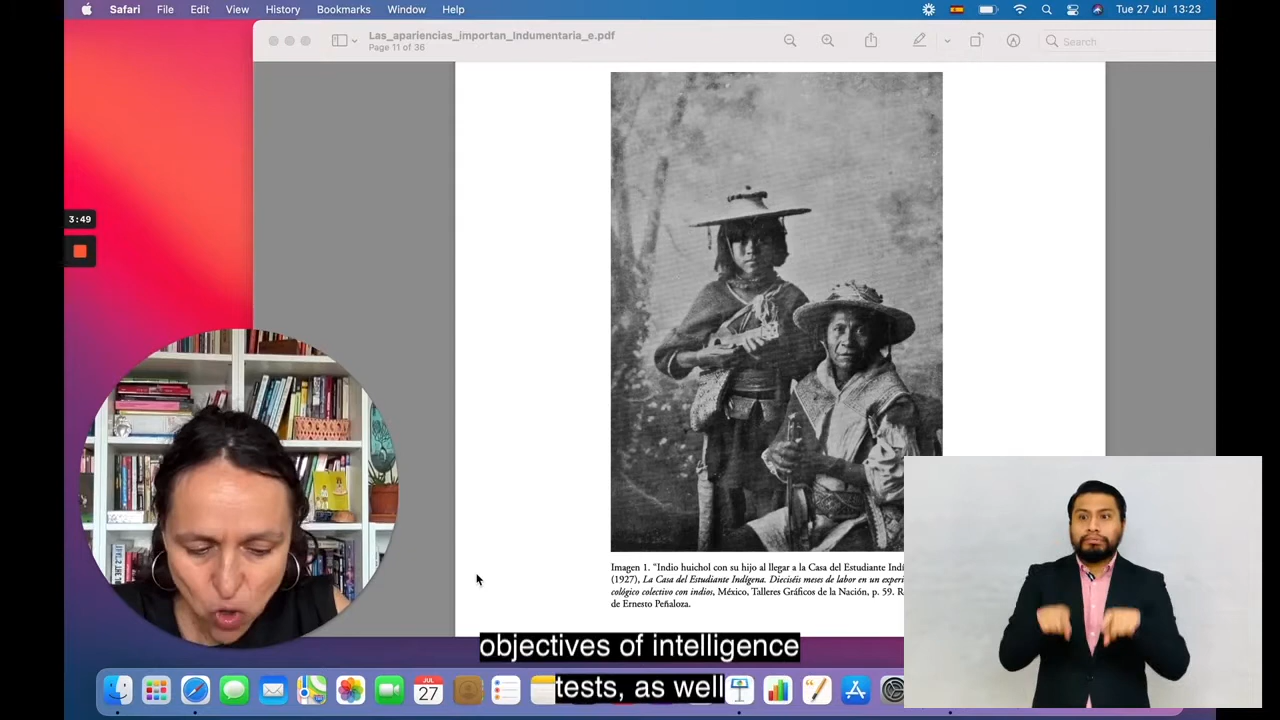 Safari File Edit View History Bookmarks Window Help Tue 27 Jul 13:23
Las_apariencias_importan_Indumentaria_e.pdf
Page 11 of 36
Search
3:49
Imagen 1. “Indio huichol con su hijo al llegar a la Casa del Estudiante Indí
(1927), La Casa del Estudiante Indígena. Dieciséis meses de labor en un experi
cológico colectivo con indios, México, Talleres Gráficos de la Nación, p. 59. R
de Ernesto Peñaloza.
objectives of intelligence
tests, as well
JUL
27